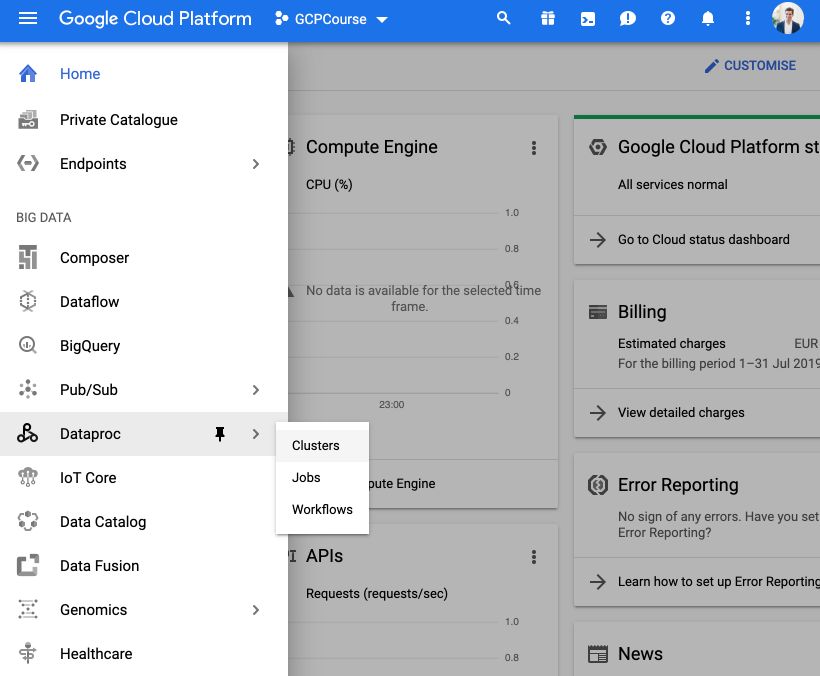 Google Cloud Platform
GCPCourse
Home
Private Catalogue
Endpoints
BIG DATA
Composer
Dataflow
BigQuery
Pub/Sub
Dataproc
IoT Core
Data Catalog
Data Fusion
Genomics
Healthcare
Clusters
Jobs
Workflows
CUSTOMISE
Compute Engine
CPU (%)
1.0
0.8
0.6
No data is available for the selected time
frame.
0.4
0.2
0
23:00
Compute Engine
APIs
Requests (requests/sec)
1.0
0.8
Google Cloud Platform st
All services normal
Go to Cloud status dashboard
Billing
Estimated charges EUR
For the billing period 1–31 Jul 2019
View detailed charges
Error Reporting
No sign of any errors. Have you set
Error Reporting?
Learn how to set up Error Reporting
News